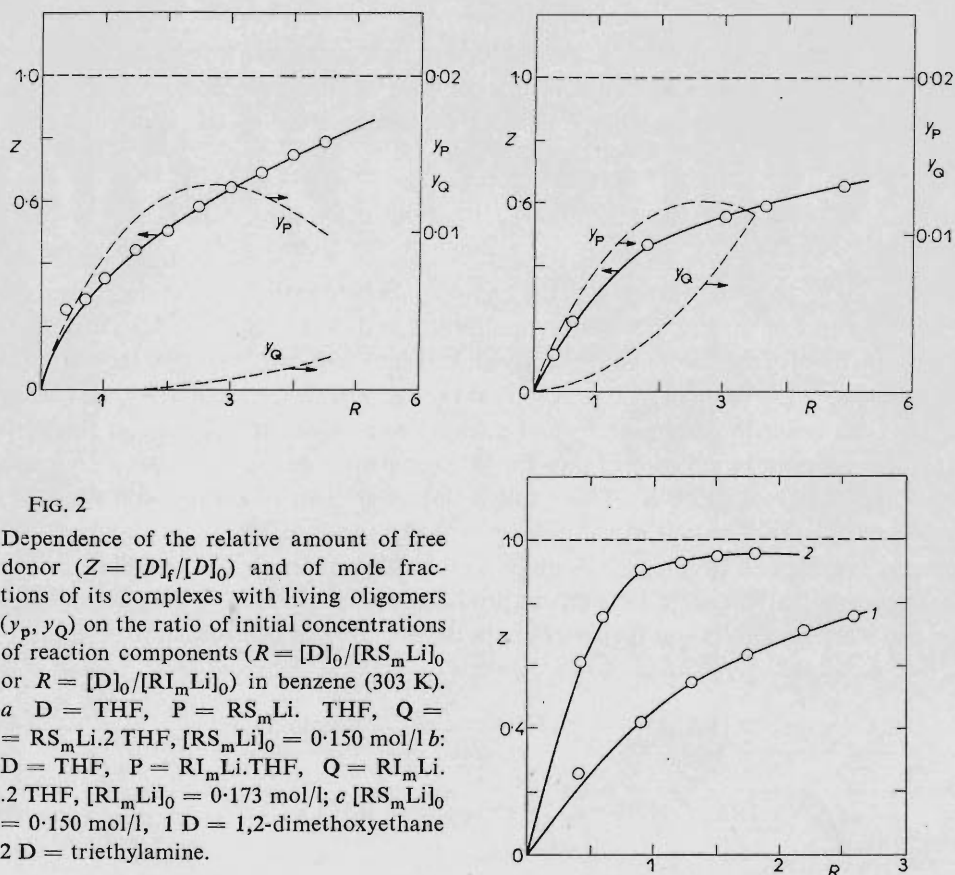 1.0
0.6
Z
0
1
3
R
6
0.02
y_P
y_Q
0.01
y_P
y_Q
1.0
0.6
Z
0
1
3
R
6
0.02
y_P
y_Q
0.01
y_P
y_Q
FIG. 2
Dependence of the relative amount of free
donor (Z = [D]_f/[D]_0) and of mole frac-
tions of its complexes with living oligomers
(y_p, y_Q) on the ratio of initial concentrations
of reaction components (R = [D]_0/[RS_mLi]_0
or R = [D]_0/[RI_mLi]_0) in benzene (303 K).
a D = THF, P = RS_mLi. THF, Q =
= RS_mLi.2 THF, [RS_mLi]_0 = 0·150 mol/l b:
D = THF, P = RI_mLi.THF, Q = RI_mLi.
.2 THF, [RI_mLi]_0 = 0·173 mol/l; c [RS_mLi]_0
= 0·150 mol/l, 1 D = 1,2-dimethoxyethane
2 D = triethylamine.
1.0
Z
0.4
0
1
2
R
3
2
1